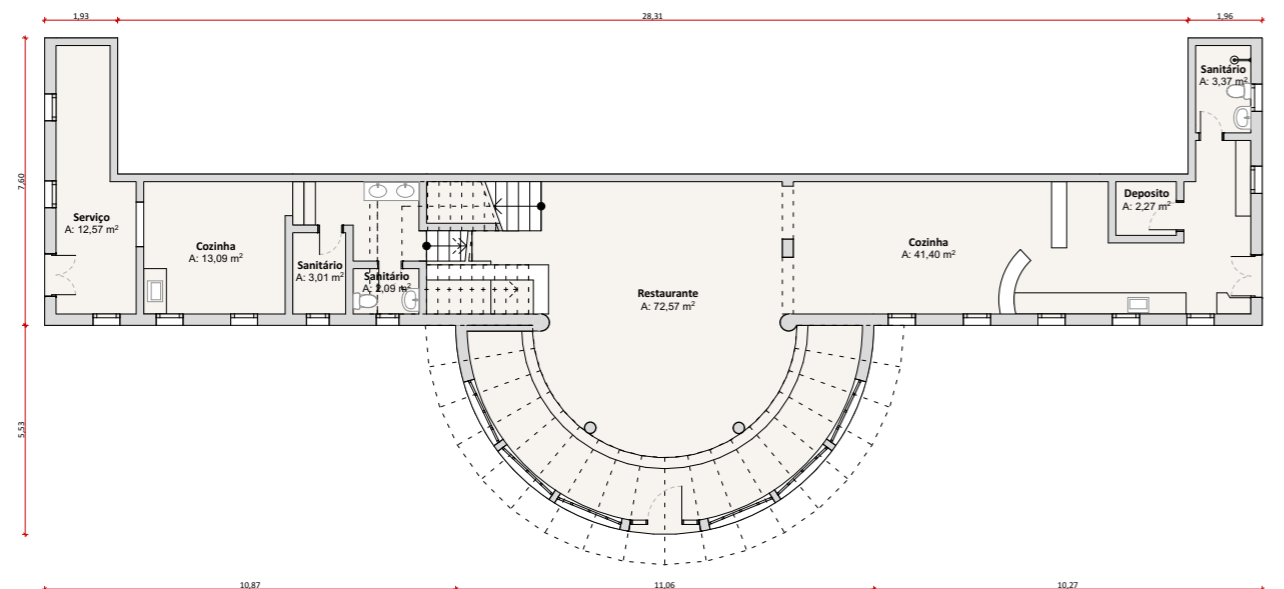 1,93
28,31
1,96
7,60
5,53
Sanitário
A: 3,37 m²
Deposito
A: 2,27 m²
Serviço
A: 12,57 m²
Cozinha
A: 13,09 m²
Sanitário
A: 3,01 m²
Sanitário
A: 2,09 m²
Restaurante
A: 72,57 m²
Cozinha
A: 41,40 m²
10,87
11,06
10,27